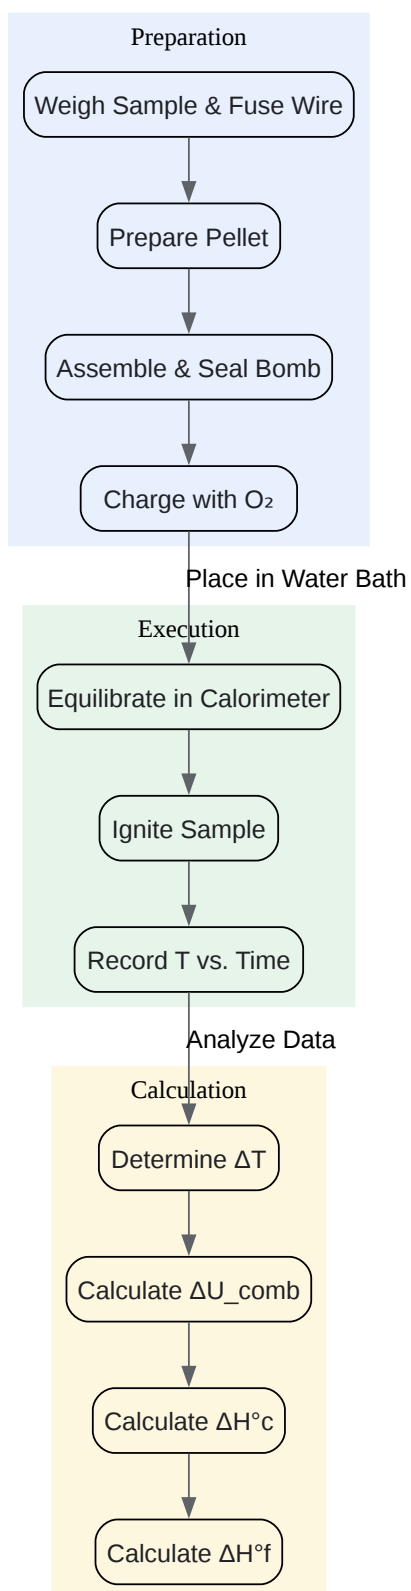 Preparation
Weigh Sample & Fuse Wire
Prepare Pellet
Assemble & Seal Bomb
Charge with O₂
Place in Water Bath
Execution
Equilibrate in Calorimeter
Ignite Sample
Record T vs. Time
Analyze Data
Calculation
Determine ΔT
Calculate ΔU_comb
Calculate ΔH°c
Calculate ΔH°f